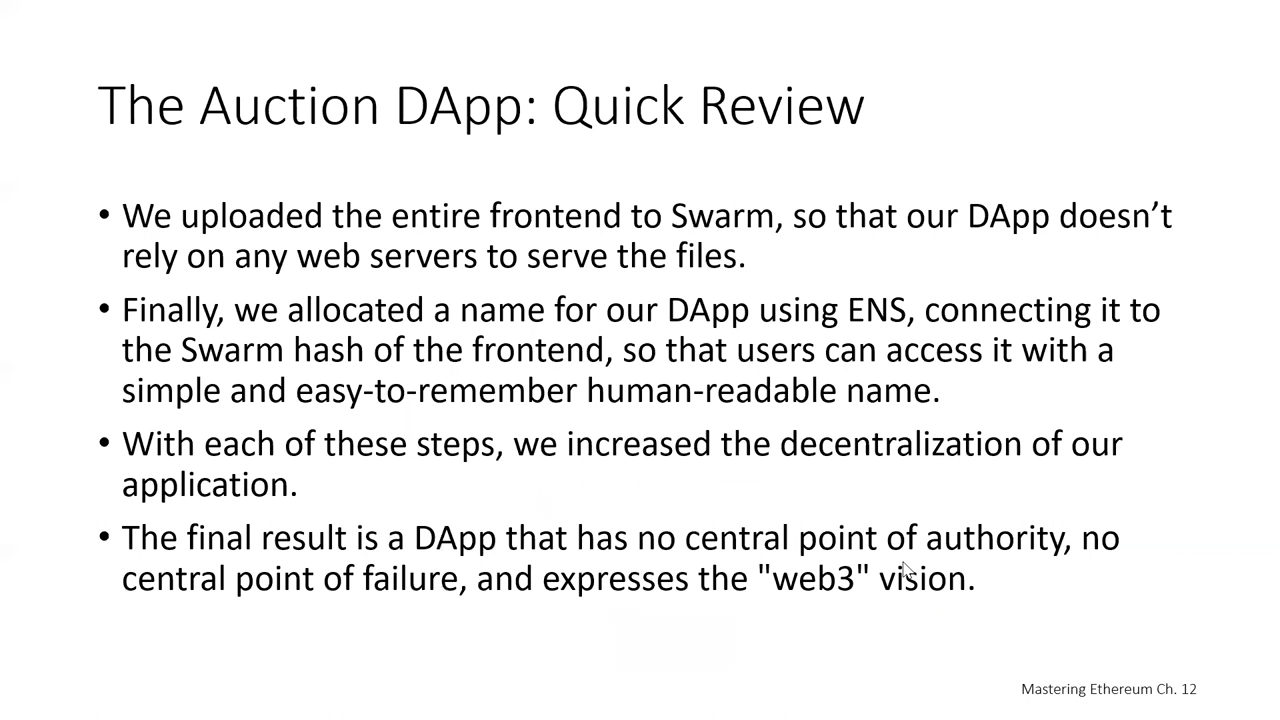 The Auction DApp: Quick Review
• We uploaded the entire frontend to Swarm, so that our DApp doesn’t
rely on any web servers to serve the files.
• Finally, we allocated a name for our DApp using ENS, connecting it to
the Swarm hash of the frontend, so that users can access it with a
simple and easy-to-remember human-readable name.
• With each of these steps, we increased the decentralization of our
application.
• The final result is a DApp that has no central point of authority, no
central point of failure, and expresses the "web3" vision.
Mastering Ethereum Ch. 12